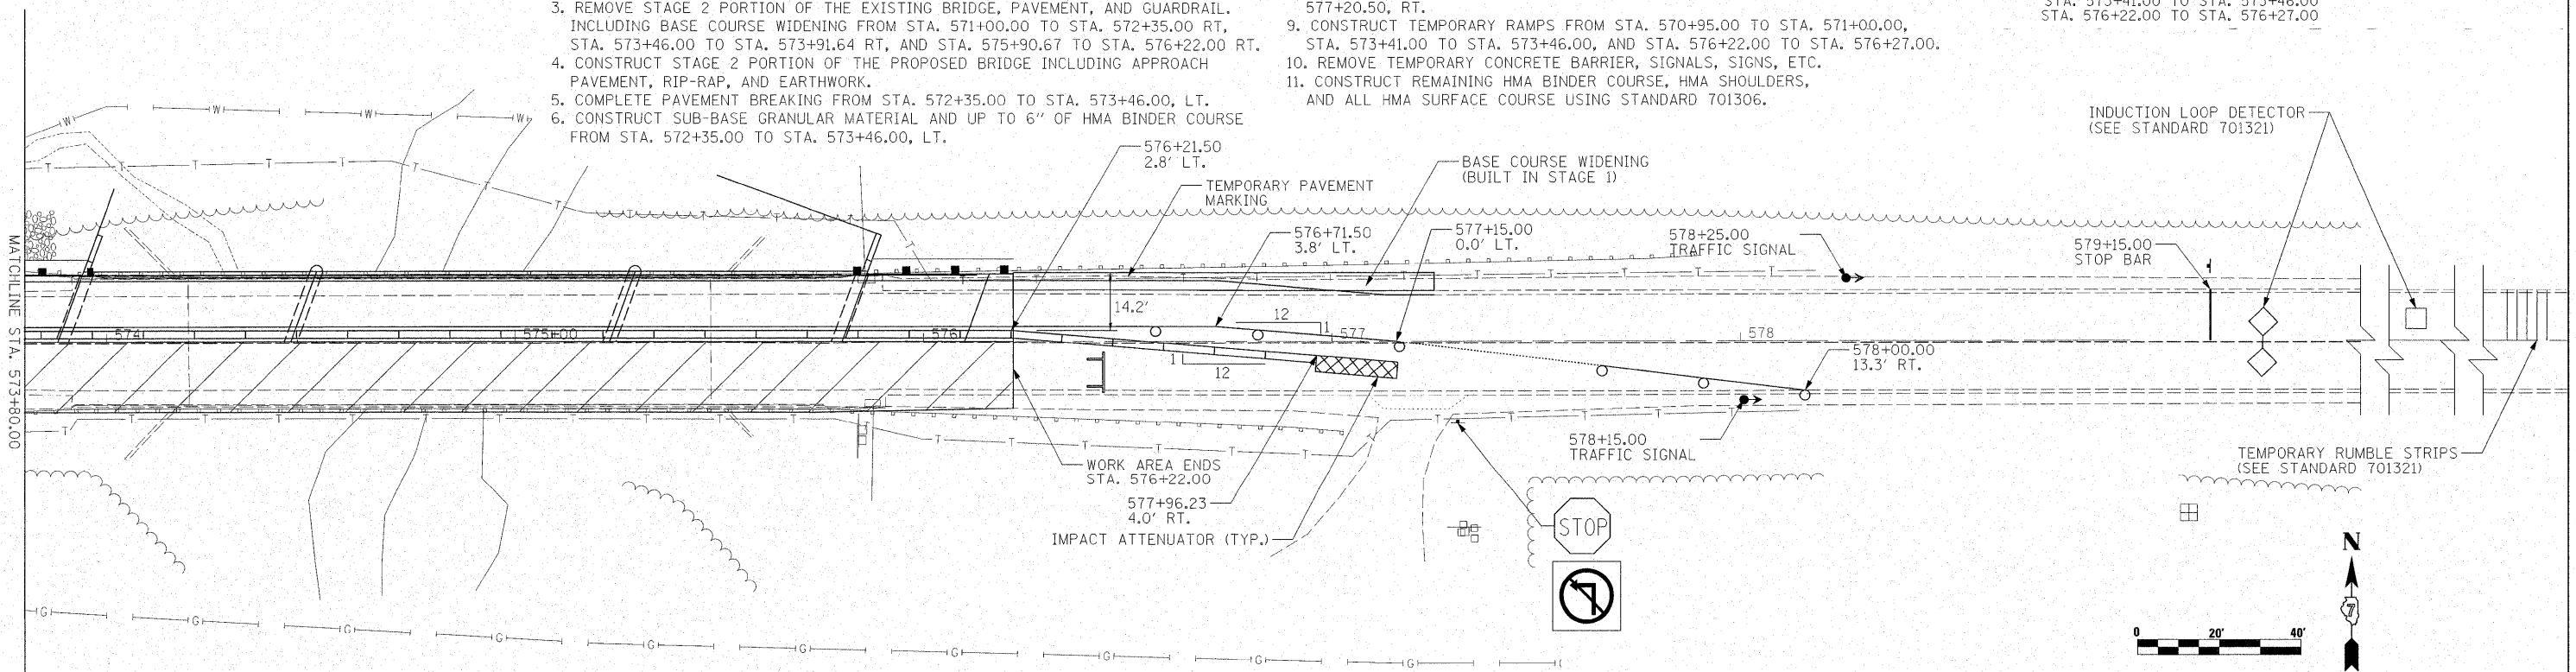 3. REMOVE STAGE 2 PORTION OF THE EXISTING BRIDGE, PAVEMENT, AND GUARDRAIL.
INCLUDING BASE COURSE WIDENING FROM STA. 571+00.00 TO STA. 572+35.00 RT,
STA. 573+46.00 TO STA. 573+91.64 RT, AND STA. 575+90.67 TO STA. 576+22.00 RT.
4. CONSTRUCT STAGE 2 PORTION OF THE PROPOSED BRIDGE INCLUDING APPROACH
PAVEMENT, RIP-RAP, AND EARTHWORK.
5. COMPLETE PAVEMENT BREAKING FROM STA. 572+35.00 TO STA. 573+46.00, LT.
6. CONSTRUCT SUB-BASE GRANULAR MATERIAL AND UP TO 6" OF HMA BINDER COURSE
FROM STA. 572+35.00 TO STA. 573+46.00, LT.
577+20.50, RT.
9. CONSTRUCT TEMPORARY RAMPS FROM STA. 570+95.00 TO STA. 571+00.00,
STA. 573+41.00 TO STA. 573+46.00, AND STA. 576+22.00 TO STA. 576+27.00.
10. REMOVE TEMPORARY CONCRETE BARRIER, SIGNALS, SIGNS, ETC.
11. CONSTRUCT REMAINING HMA BINDER COURSE, HMA SHOULDERS,
AND ALL HMA SURFACE COURSE USING STANDARD 701306.
STA. 573+41.00 TO STA. 573+46.00
STA. 576+22.00 TO STA. 576+27.00
INDUCTION LOOP DETECTOR
(SEE STANDARD 701321)
576+21.50
2.8' LT.
BASE COURSE WIDENING
(BUILT IN STAGE 1)
TEMPORARY PAVEMENT
MARKING
576+71.50
3.8' LT.
577+15.00
0.0' LT.
578+25.00
TRAFFIC SIGNAL
579+15.00
STOP BAR
W W W W
T T T T T T T T
MATCHLINE STA. 573+80.00
14.2'
12
1
574
575+00
576
577
578
1
12
578+00.00
13.3' RT.
578+15.00
TRAFFIC SIGNAL
WORK AREA ENDS
STA. 576+22.00
577+96.23
4.0' RT.
IMPACT ATTENUATOR (TYP.)
TEMPORARY RUMBLE STRIPS
(SEE STANDARD 701321)
STOP
N
7
G G G G G G G G G G
0 20' 40'